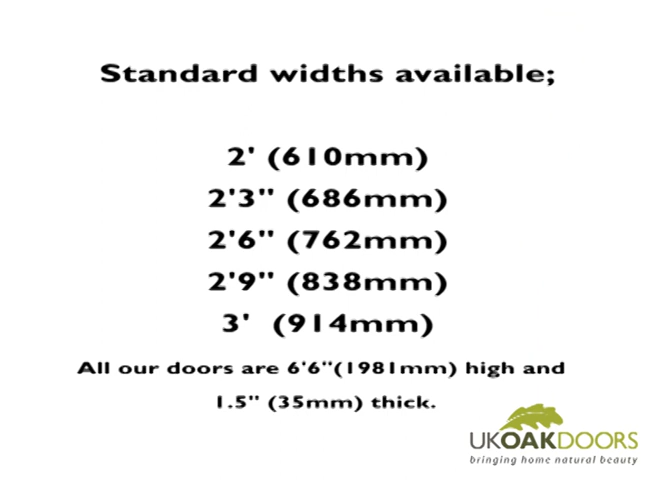 Standard widths available;
2' (610mm)
2'3" (686mm)
2'6" (762mm)
2'9" (838mm)
3' (914mm)
All our doors are 6'6"(1981mm) high and
1.5" (35mm) thick.
UKOAKDOORS
bringing home natural beauty